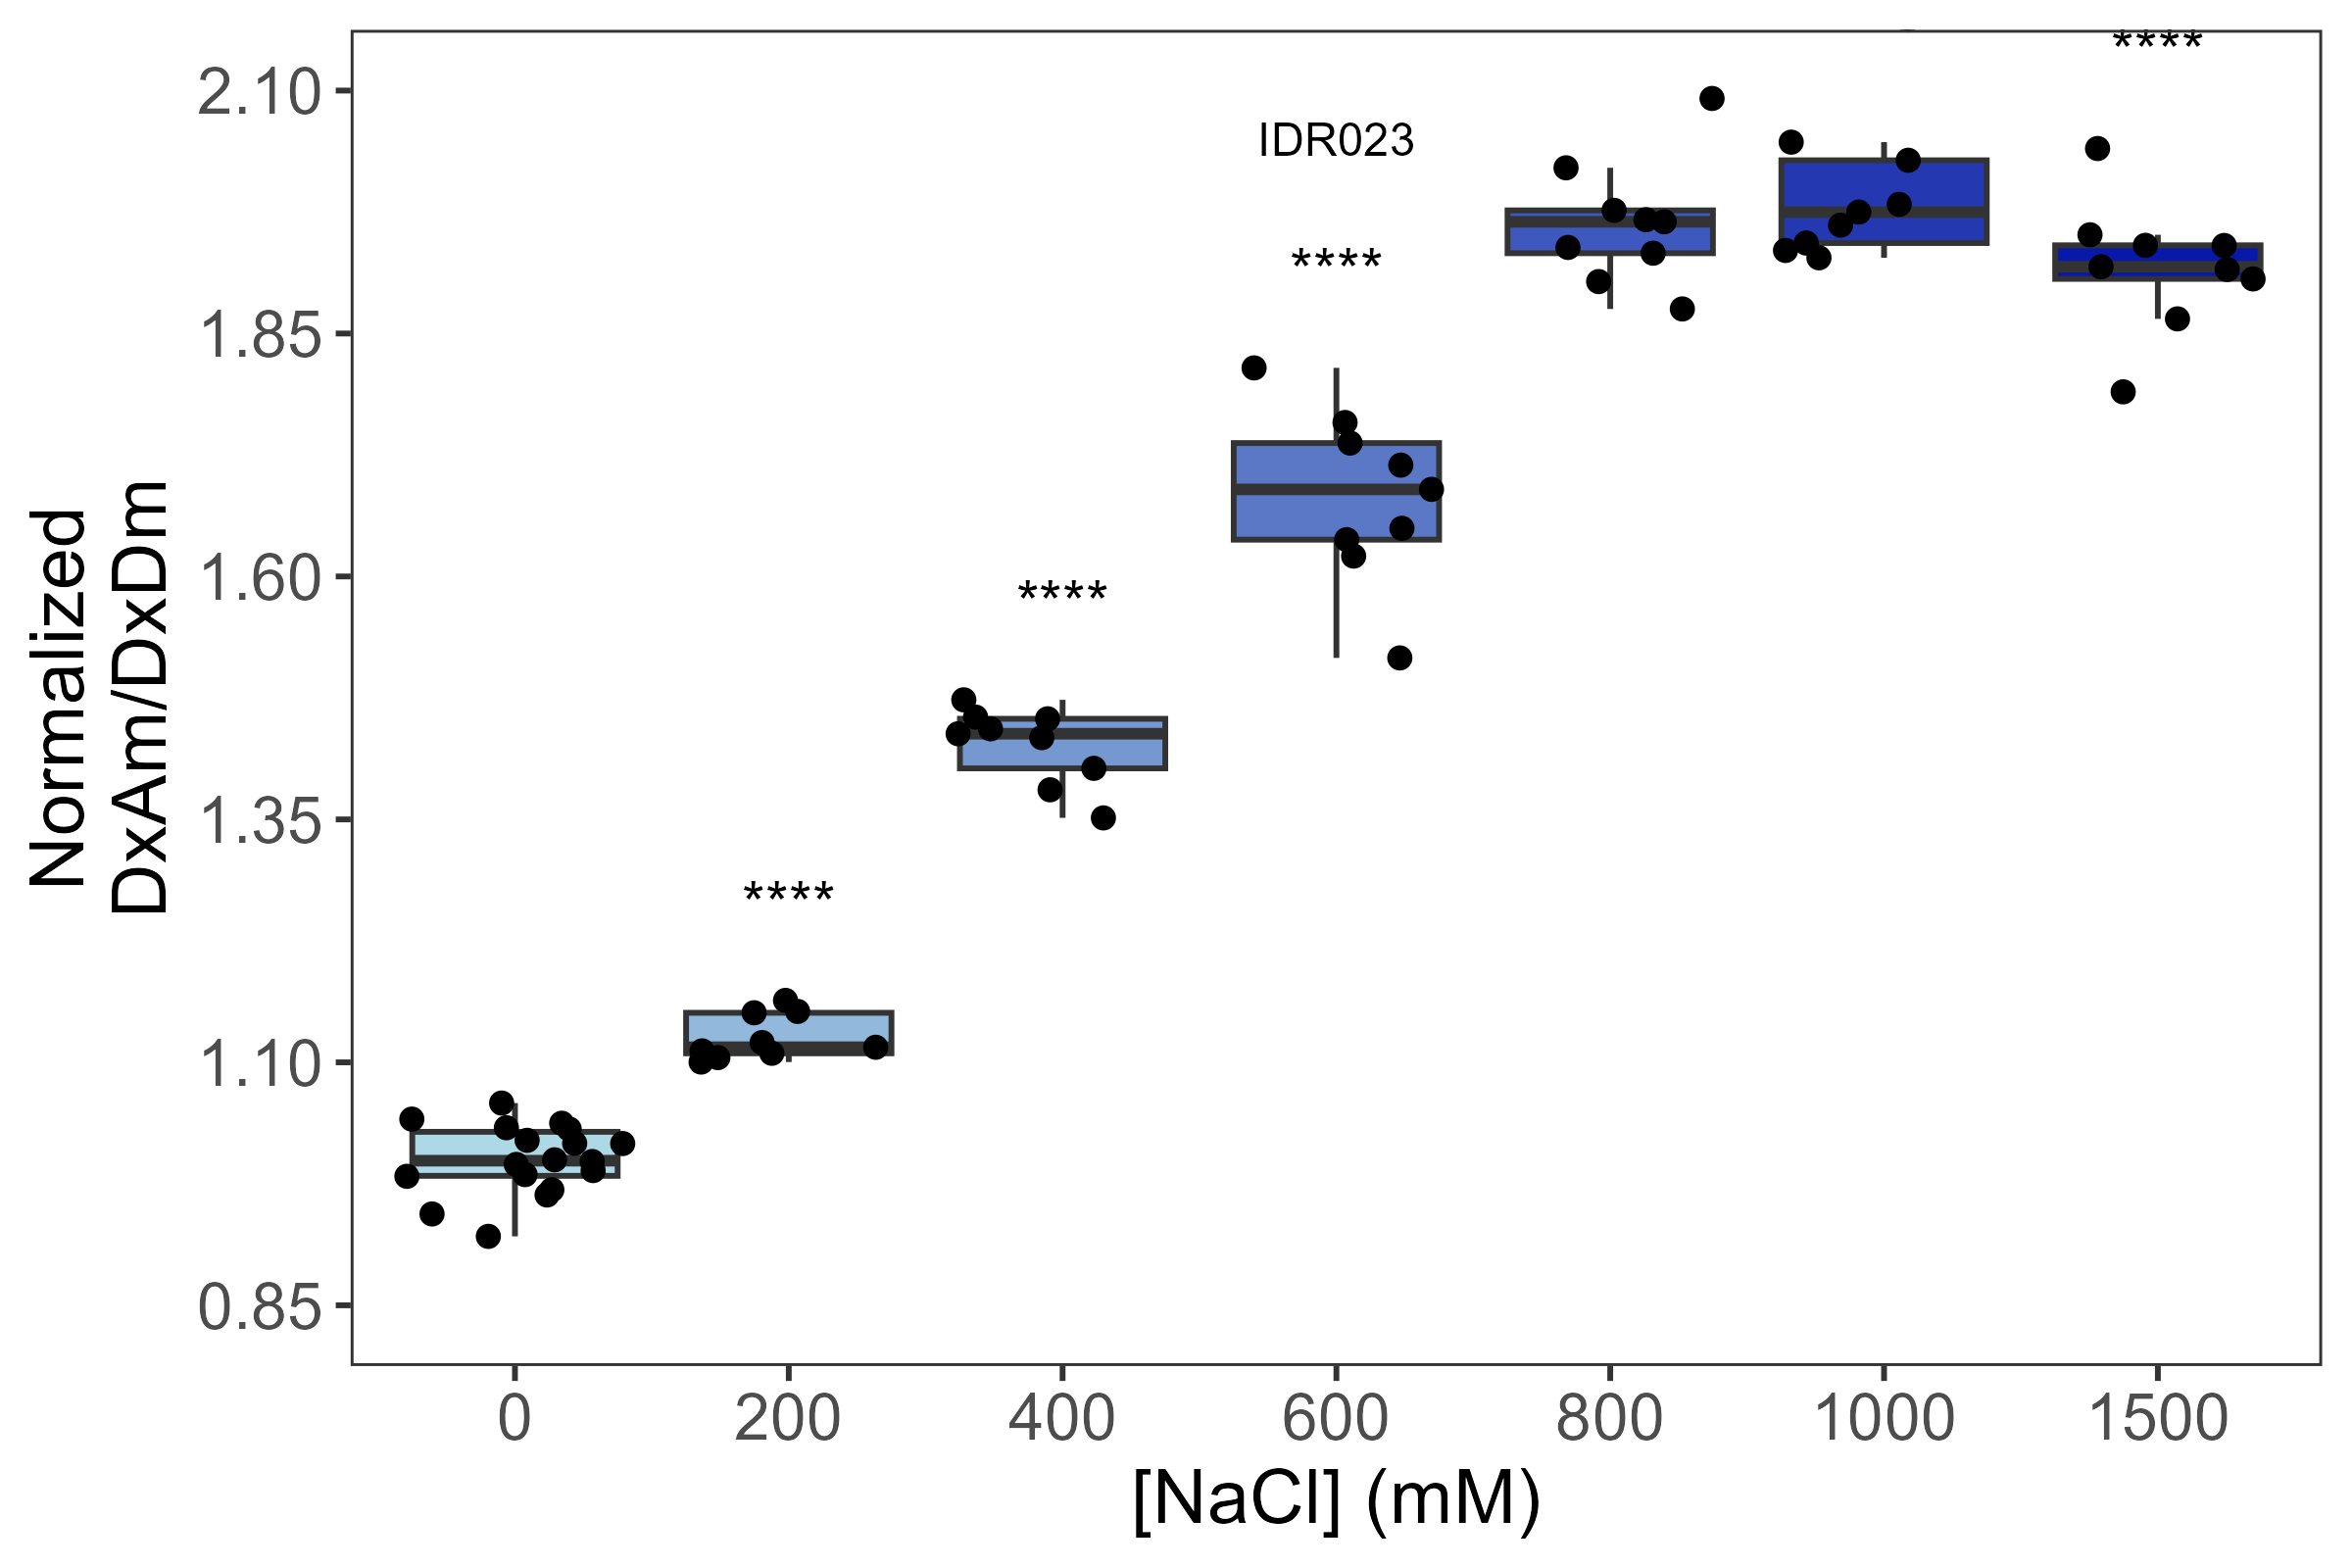 ****
2.10
IDR023
****
1.85
1.60
****
1.35
****
1.10
0.85
Normalized
DxAm/DxDm
0 200 400 600 800 1000 1500
[NaCl] (mM)